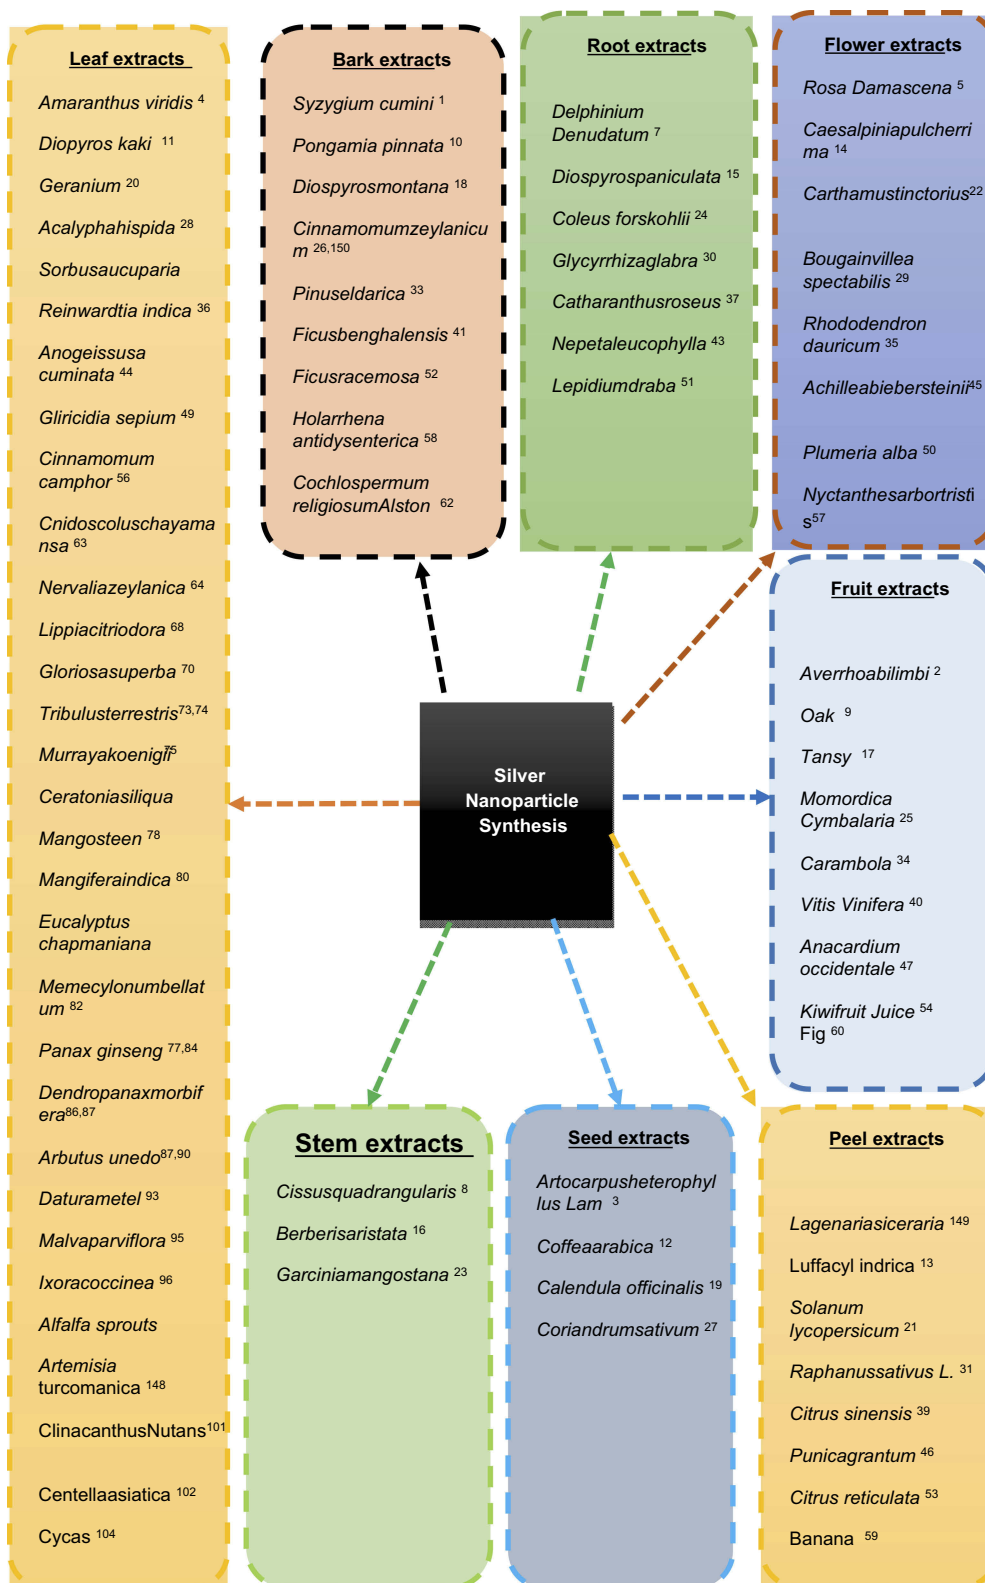 Leaf extracts
Amaranthus viridis 4
Diopyros kaki 11
Geranium 20
Acalyphahispida 28
Sorbusaucuparia
Reinwardtia indica 36
Anogeissusa
cuminata 44
Gliricidia sepium 49
Cinnamomum
camphor 56
Cnidoscoluschayama
nsa 63
Nervaliazeylanica 64
Lippiacitriodora 68
Gloriosasuperba 70
Tribulusterrestris73,74
Murrayakoenigii75
Ceratoniasiliqua
Mangosteen 78
Mangiferaindica 80
Eucalyptus
chapmaniana
Memecylonumbellat
um 82
Panax ginseng 77,84
Dendropanaxmorbif
era86,87
Arbutus unedo87,90
Daturametel 93
Malvaparviflora 95
Ixoracoccinea 96
Alfalfa sprouts
Artemisia
turcomanica 148
ClinacanthusNutans101
Centellaasiatica 102
Cycas 104
Bark extracts
Syzygium cumini 1
Pongamia pinnata 10
Diospyrosmontana 18
Cinnamomumzeylanicu
m 26,150
Pinuseldarica 33
Ficusbenghalensis 41
Ficusracemosa 52
Holarrhena
antidysenterica 58
Cochlospermum
religiosumAlston 62
Root extracts
Delphinium
Denudatum 7
Diospyrospaniculata 15
Coleus forskohlii 24
Glycyrrhizaglabra 30
Catharanthusroseus 37
Nepetaleucophylla 43
Lepidiumdraba 51
Flower extracts
Rosa Damascena 5
Caesalpiniapulcherri
ma 14
Carthamustinctorius22
Bougainvillea
spectabilis 29
Rhododendron
dauricum 35
Achilleabiebersteinii45
Plumeria alba 50
Nyctanthesarbortristi
s57
Fruit extracts
Averrhoabilimbi 2
Oak 9
Tansy 17
Momordica
Cymbalaria 25
Carambola 34
Vitis Vinifera 40
Anacardium
occidentale 47
Kiwifruit Juice 54
Fig 60
Silver
Nanoparticle
Synthesis
Stem extracts
Cissusquadrangularis 8
Berberisaristata 16
Garciniamangostana 23
Seed extracts
Artocarpusheterophyl
lus Lam 3
Coffeaarabica 12
Calendula officinalis 19
Coriandrumsativum 27
Peel extracts
Lagenariasiceraria 149
Luffacyl indrica 13
Solanum
lycopersicum 21
Raphanussativus L. 31
Citrus sinensis 39
Punicagrantum 46
Citrus reticulata 53
Banana 59